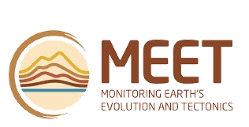 MEET
MONITORING EARTH'S
EVOLUTION AND TECTONICS